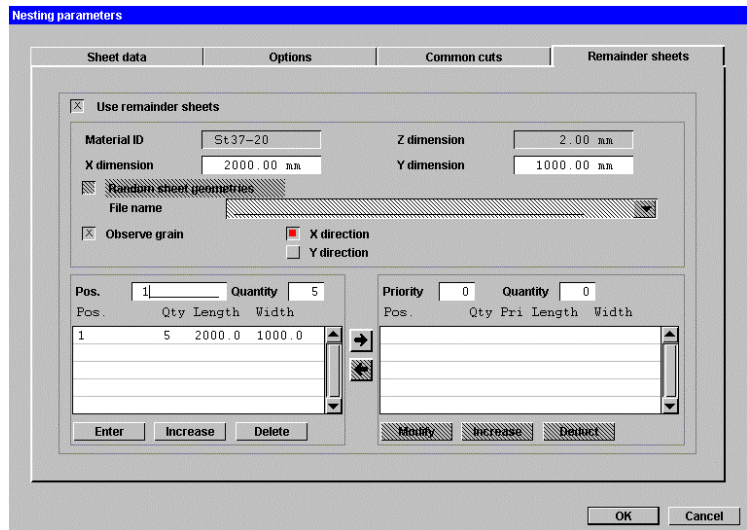 Nesting parameters
Sheet data Options Common cuts Remainder sheets
X Use remainder sheets
Material ID St37-20 Z dimension 2.00 mm
X dimension 2000.00 mm Y dimension 1000.00 mm
Random sheet geometries
File name
X Observe grain X direction
Y direction
Pos. 1 Quantity 5 Priority 0 Quantity 0
Pos. Qty Length Width Pos. Qty Pri Length Width
1 5 2000.0 1000.0
Enter Increase Delete Modify Increase Deduct
OK Cancel